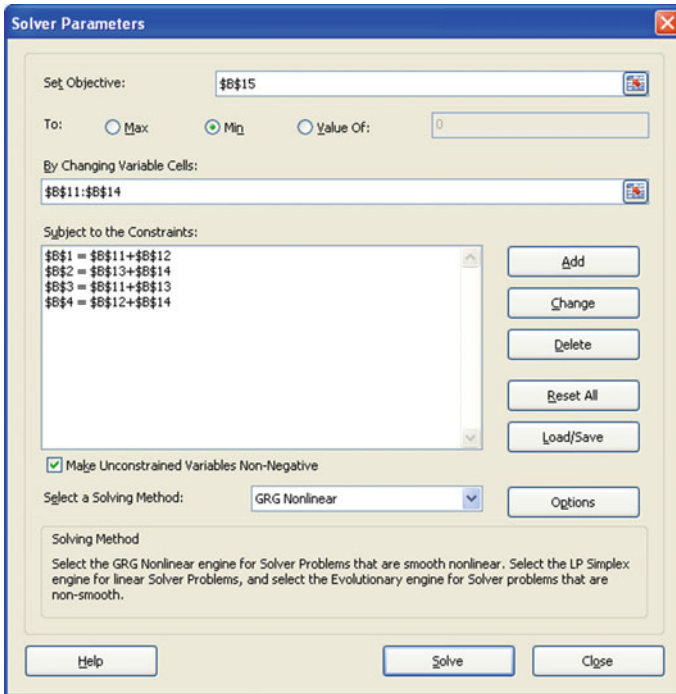 Solver Parameters
Set Objective:
$B$15
To:
Max
Min
Value Of:
0
By Changing Variable Cells:
$B$11:$B$14
Subject to the Constraints:
$B$1 = $B$11+$B$12
$B$2 = $B$13+$B$14
$B$3 = $B$11+$B$13
$B$4 = $B$12+$B$14
Add
Change
Delete
Reset All
Load/Save
Make Unconstrained Variables Non-Negative
Select a Solving Method:
GRG Nonlinear
Options
Solving Method
Select the GRG Nonlinear engine for Solver Problems that are smooth nonlinear. Select the LP Simplex
engine for linear Solver Problems, and select the Evolutionary engine for Solver problems that are
non-smooth.
Help
Solve
Close